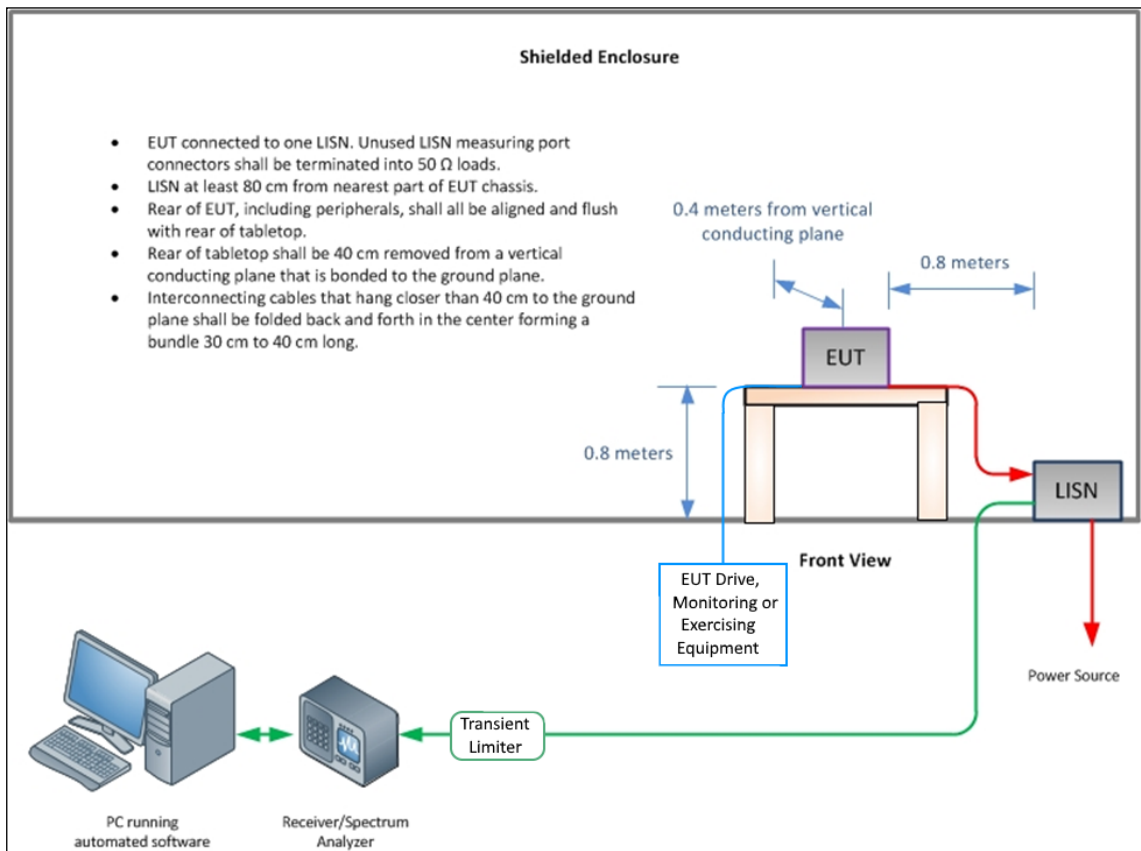 Shielded Enclosure
• EUT connected to one LISN. Unused LISN measuring port
connectors shall be terminated into 50 Ω loads.
• LISN at least 80 cm from nearest part of EUT chassis.
• Rear of EUT, including peripherals, shall all be aligned and flush
with rear of tabletop.
• Rear of tabletop shall be 40 cm removed from a vertical
conducting plane that is bonded to the ground plane.
• Interconnecting cables that hang closer than 40 cm to the ground
plane shall be folded back and forth in the center forming a
bundle 30 cm to 40 cm long.
0.4 meters from vertical
conducting plane
0.8 meters
EUT
0.8 meters
LISN
Front View
EUT Drive,
Monitoring or
Exercising
Equipment
Power Source
Transient
Limiter
PC running
automated software
Receiver/Spectrum
Analyzer